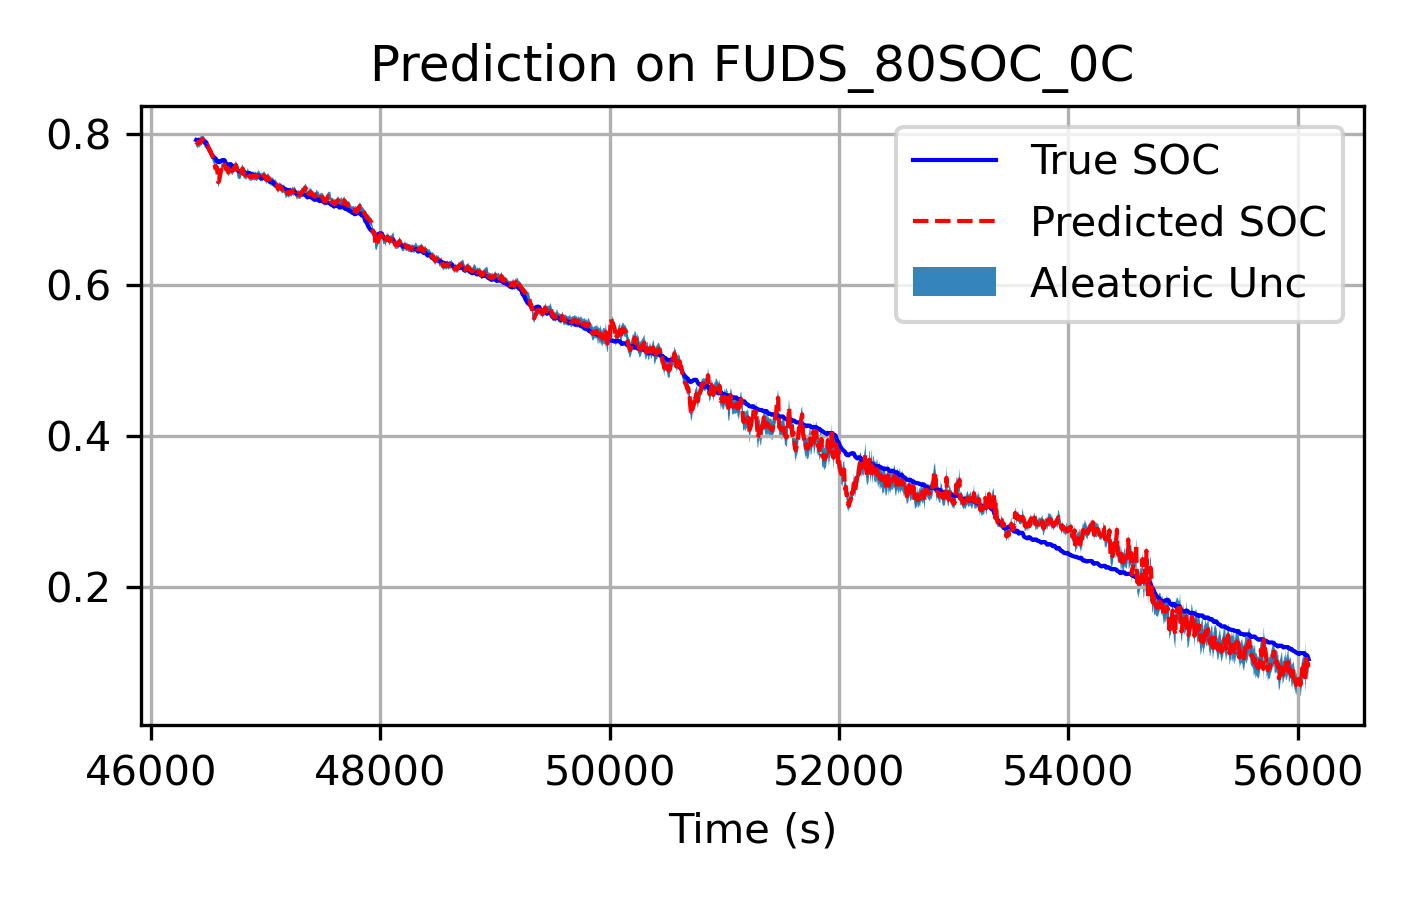 Prediction on FUDS_80SOC_0C
0.8
0.6
0.4
0.2
True SOC
Predicted SOC
Aleatoric Unc
46000 48000 50000 52000 54000 56000
Time (s)